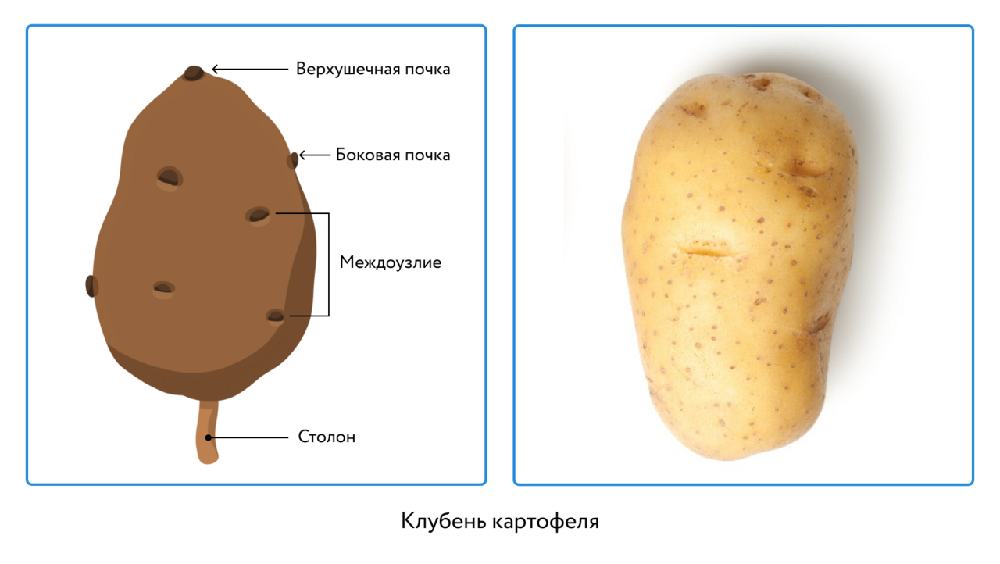 Верхушечная почка
Боковая почка
Междоузлие
Столон
Клубень картофеля